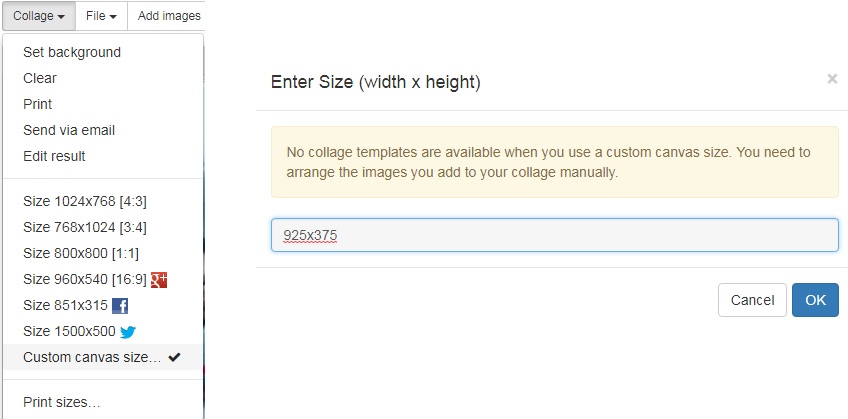 Collage File Add images
Set background
Clear
Print
Send via email
Edit result
Size 1024x768 [4:3]
Size 768x1024 [3:4]
Size 800x800 [1:1]
Size 960x540 [16:9] g+
Size 851x315 f
Size 1500x500
Custom canvas size...
Print sizes...
Enter Size (width x height) ×
No collage templates are available when you use a custom canvas size. You need to
arrange the images you add to your collage manually.
925x375
Cancel OK